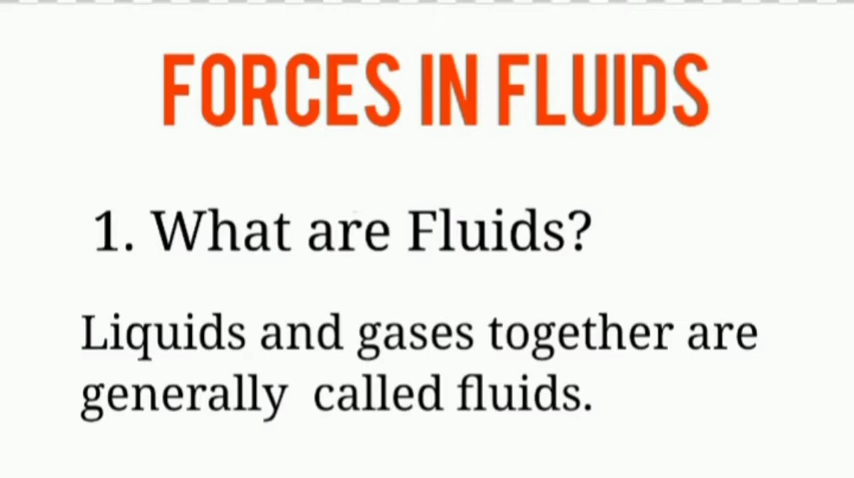 FORCES IN FLUIDS
1. What are Fluids?
Liquids and gases together are
generally called fluids.